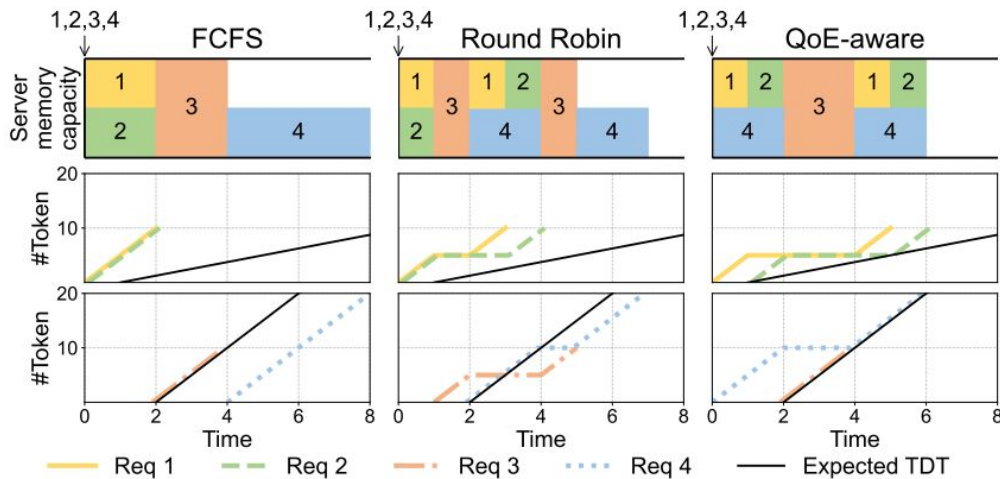 1,2,3,4 1,2,3,4 1,2,3,4
FCFS Round Robin QoE-aware
Server
memory
capacity
1 2 3 4
1 2 3 1 2 3 4 4
1 2 4 3 1 2 4
20
10
#Token
20
10
0 2 4 6 8 0 2 4 6 8 0 2 4 6 8
#Token
Time Time Time
Req 1 Req 2 Req 3 Req 4 Expected TDT